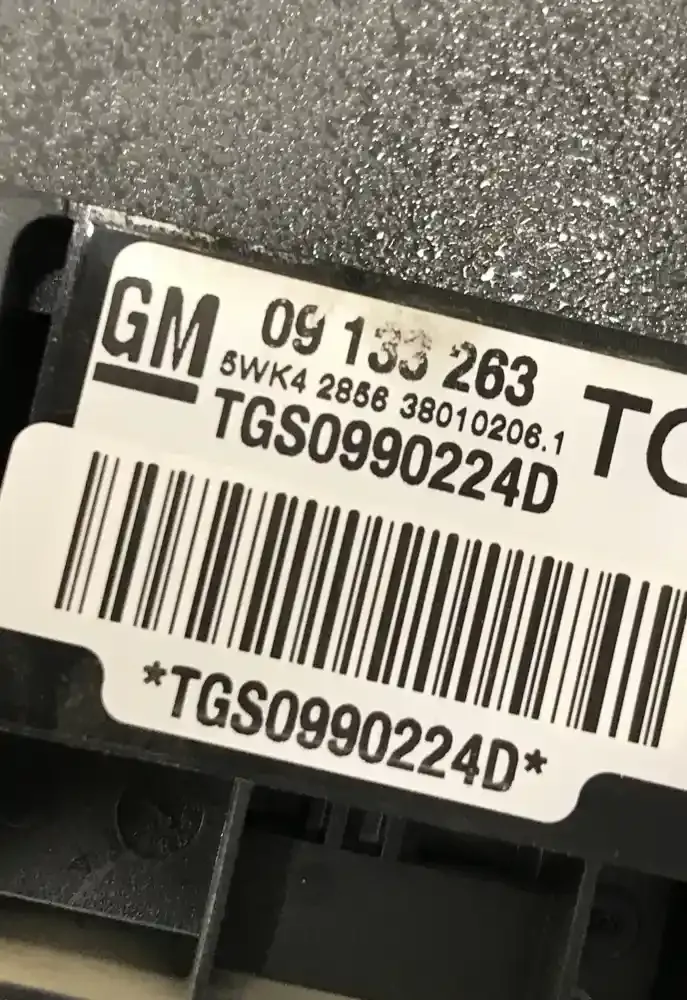 GM 09 133 263
5WK4 2856 38010206.1
TGS0990224D
*TGS0990224D*